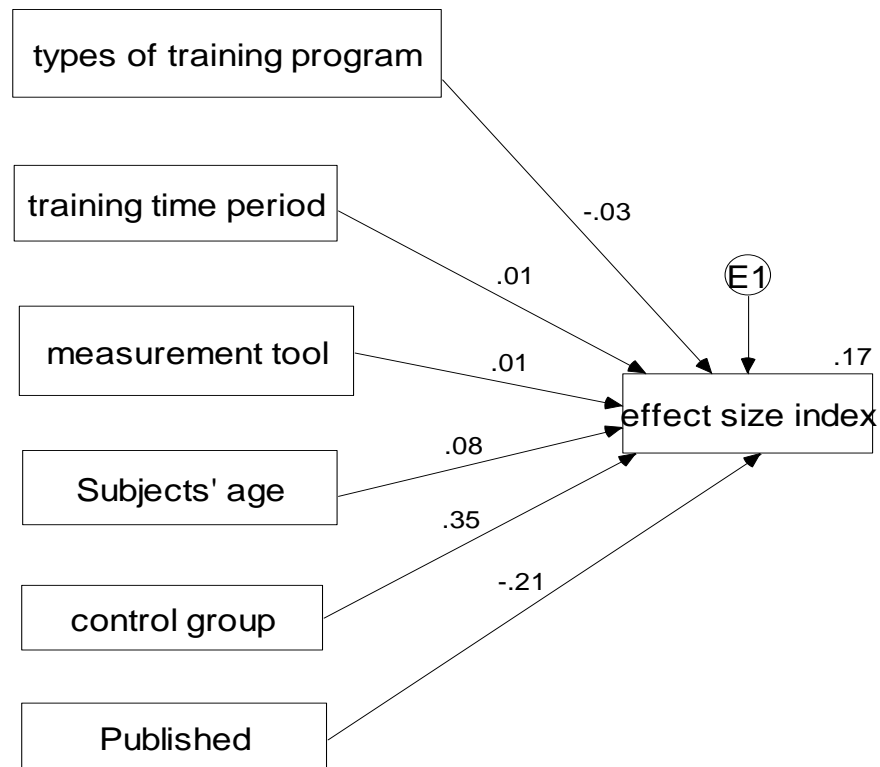 types of training program
-.03
training time period
.01
E1
measurement tool
.01
.17
effect size index
Subjects' age
.08
control group
.35
Published
-.21